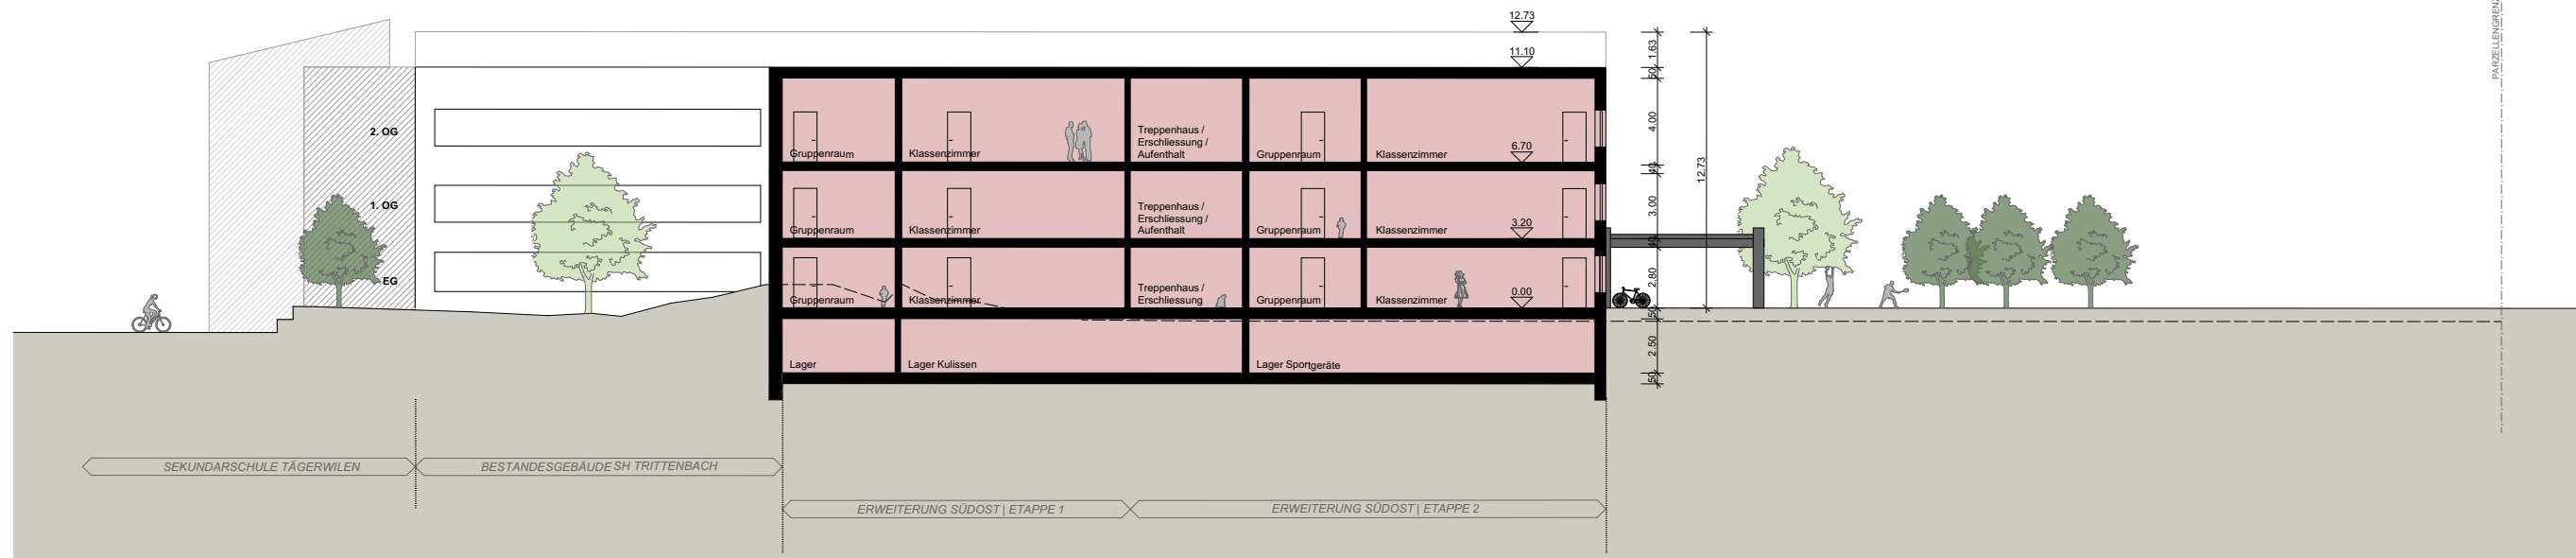 PARZELLENGRENZ
12.73
11.10
1.63
50
2. OG
Gruppenraum
Klassenzimmer
Treppenhaus /
Erschliessung /
Aufenthalt
Gruppenraum
Klassenzimmer
6.70
4.00
40
12.73
1. OG
Gruppenraum
Klassenzimmer
Treppenhaus /
Erschliessung /
Aufenthalt
Gruppenraum
Klassenzimmer
3.20
3.00
40
EG
Gruppenraum
Klassenzimmer
Treppenhaus /
Erschliessung
Gruppenraum
Klassenzimmer
0.00
2.80
50
Lager
Lager Kulissen
Lager Sportgeräte
2.50
50
SEKUNDARSCHULE TÄGERWILEN
BESTANDESGEBÄUDE SH TRITTENBACH
ERWEITERUNG SÜDOST | ETAPPE 1
ERWEITERUNG SÜDOST | ETAPPE 2